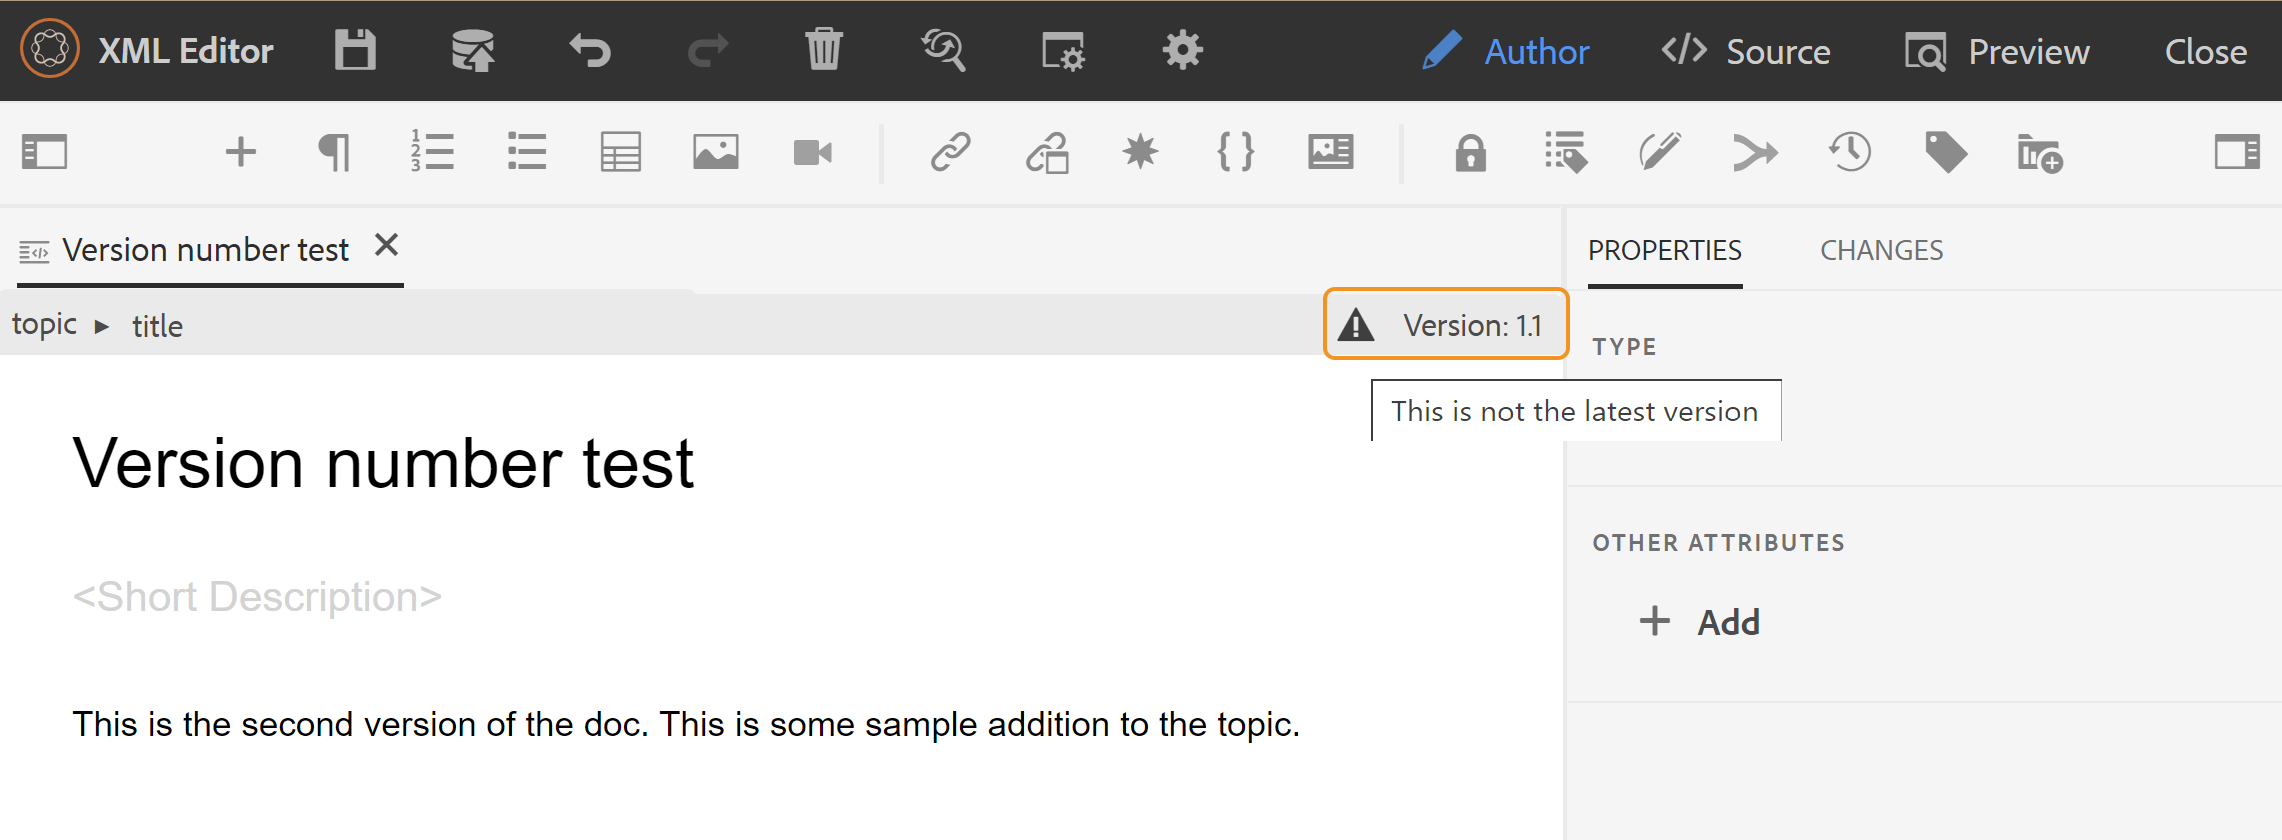 XML Editor
Author
Source
Preview
Close
Version number test
PROPERTIES
CHANGES
topic ▸ title
Version: 1.1
TYPE
This is not the latest version
Version number test
<Short Description>
OTHER ATTRIBUTES
+ Add
This is the second version of the doc. This is some sample addition to the topic.